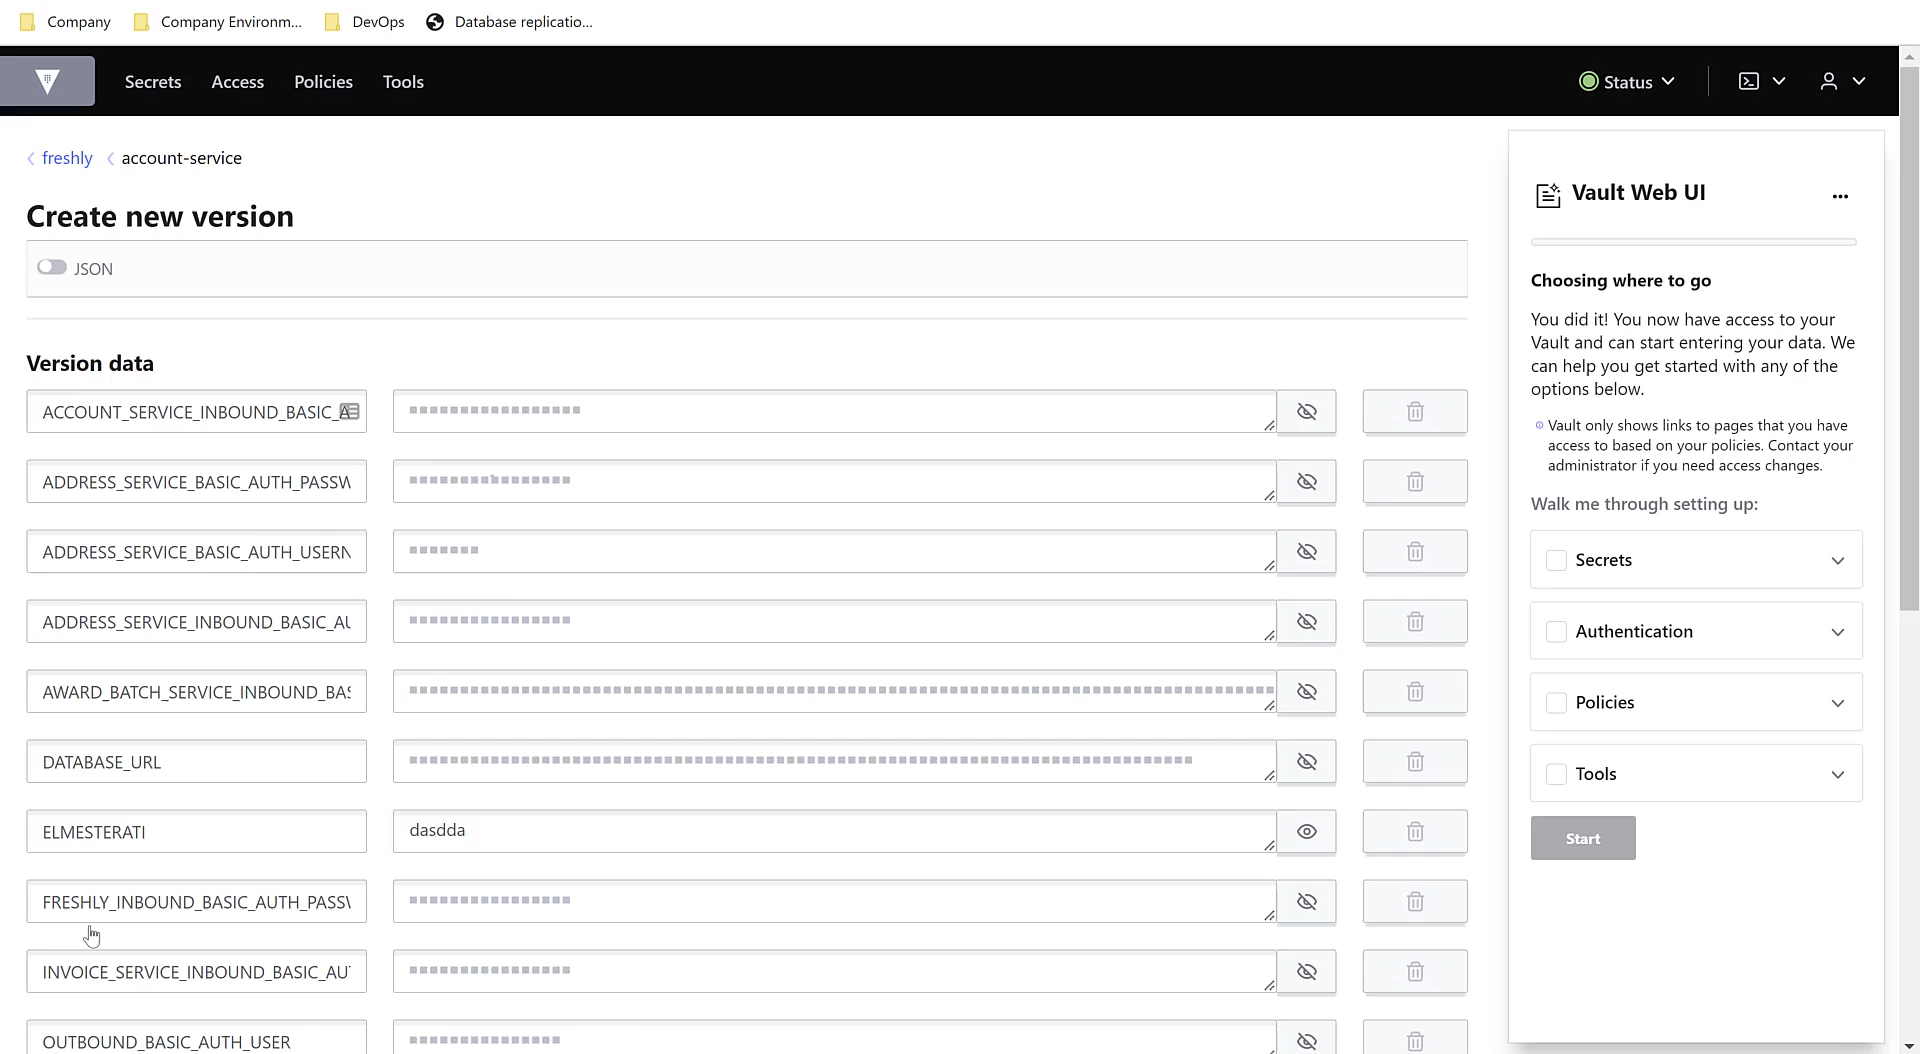 Company
Company Environm...
DevOps
Database replicatio...
Secrets
Access
Policies
Tools
Status
freshly
account-service
Create new version
JSON
Version data
ACCOUNT_SERVICE_INBOUND_BASIC_A
ADDRESS_SERVICE_BASIC_AUTH_PASSW
ADDRESS_SERVICE_BASIC_AUTH_USERN
ADDRESS_SERVICE_INBOUND_BASIC_AU
AWARD_BATCH_SERVICE_INBOUND_BAS
DATABASE_URL
ELMESTERATI
dasdda
FRESHLY_INBOUND_BASIC_AUTH_PASSW
INVOICE_SERVICE_INBOUND_BASIC_AUT
OUTBOUND_BASIC_AUTH_USER
Vault Web UI
Choosing where to go
You did it! You now have access to your
Vault and can start entering your data. We
can help you get started with any of the
options below.
Vault only shows links to pages that you have
access to based on your policies. Contact your
administrator if you need access changes.
Walk me through setting up:
Secrets
Authentication
Policies
Tools
Start